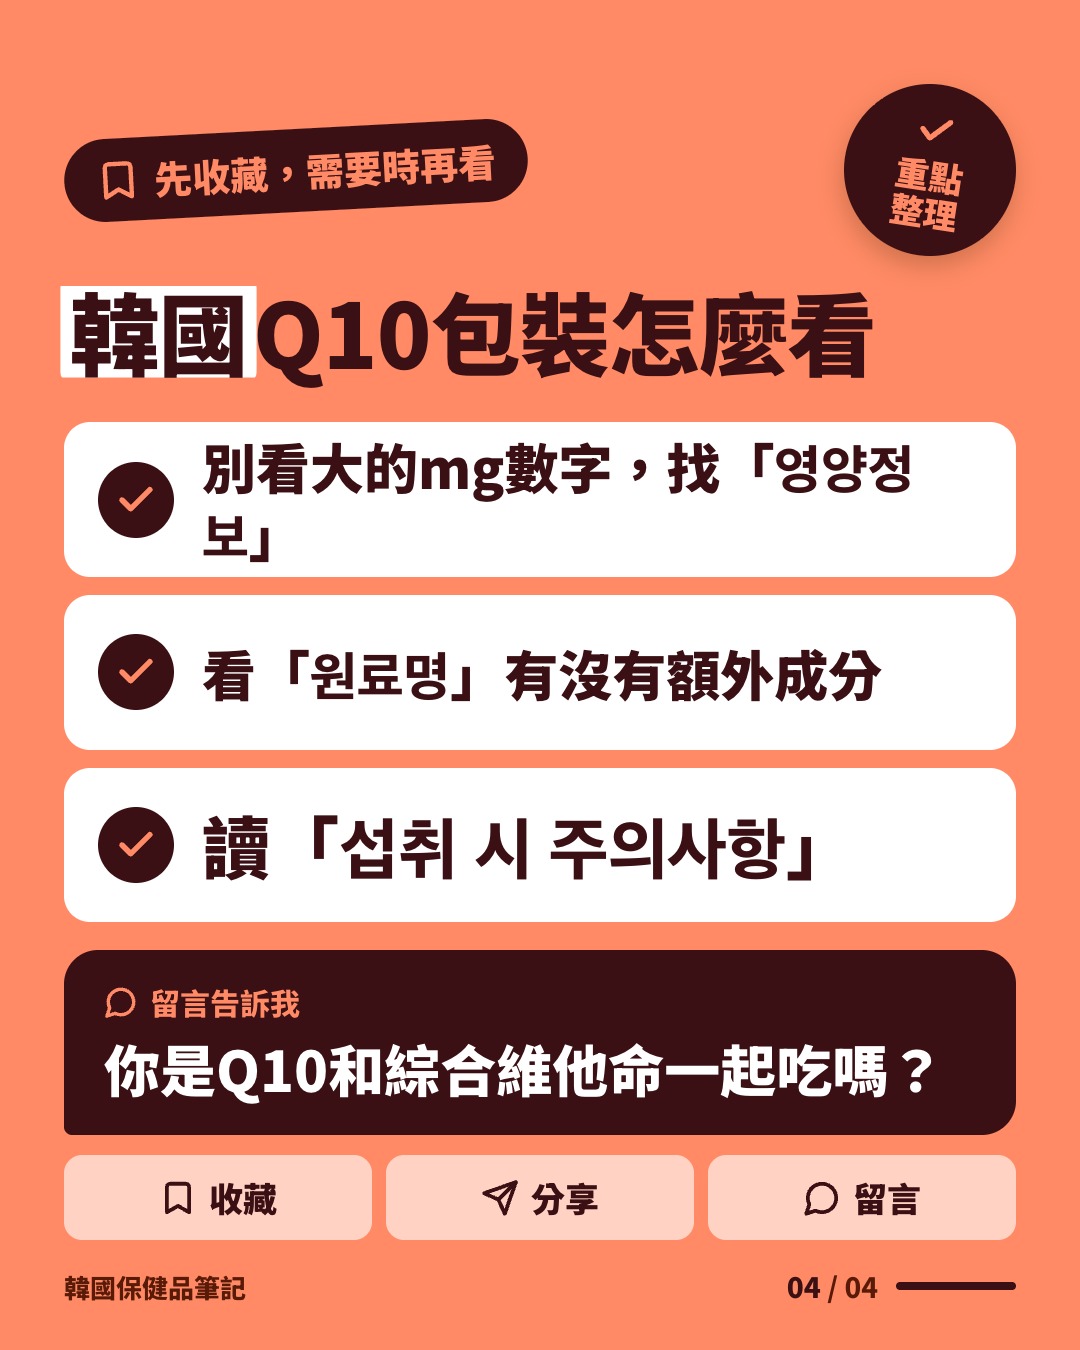 先收藏，需要時再看
重點
整理
韓國Q10包裝怎麼看
別看大的mg數字，找「영양정
보」
看「원료명」有沒有額外成分
讀「섭취 시 주의사항」
留言告訴我
你是Q10和綜合維他命一起吃嗎？
收藏
分享
留言
韓國保健品筆記
04 / 04